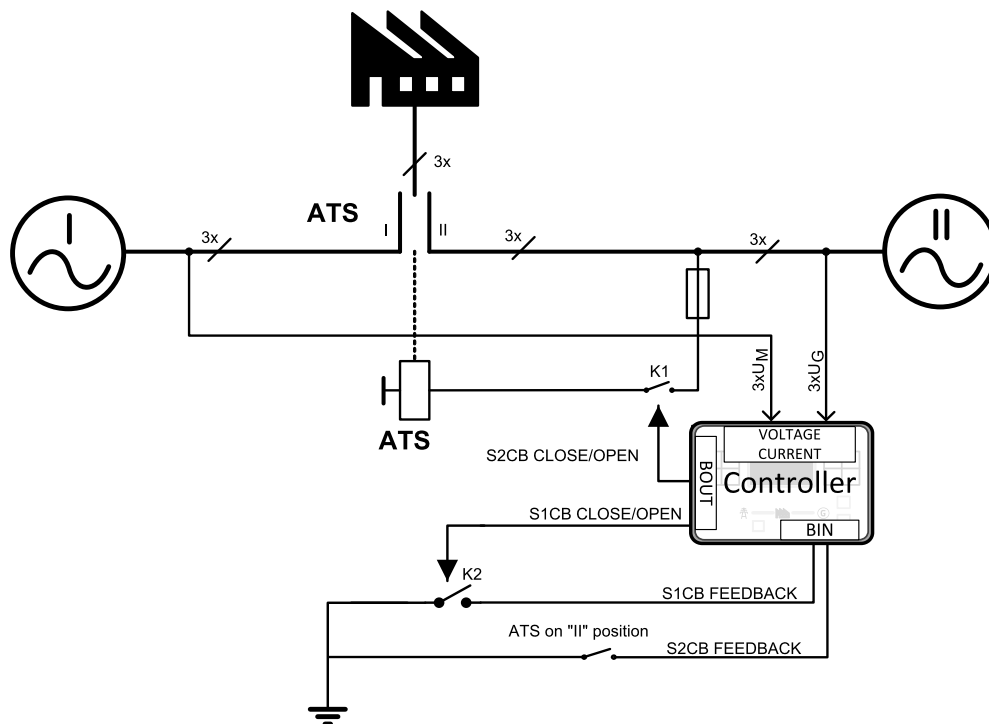 3x
ATS
I
II
I
3x
3x
3x
II
K1
3xUM
3xUG
ATS
VOLTAGE
CURRENT
S2CB CLOSE/OPEN
BOUT
Controller
G
S1CB CLOSE/OPEN
BIN
K2
S1CB FEEDBACK
ATS on "II" position
S2CB FEEDBACK